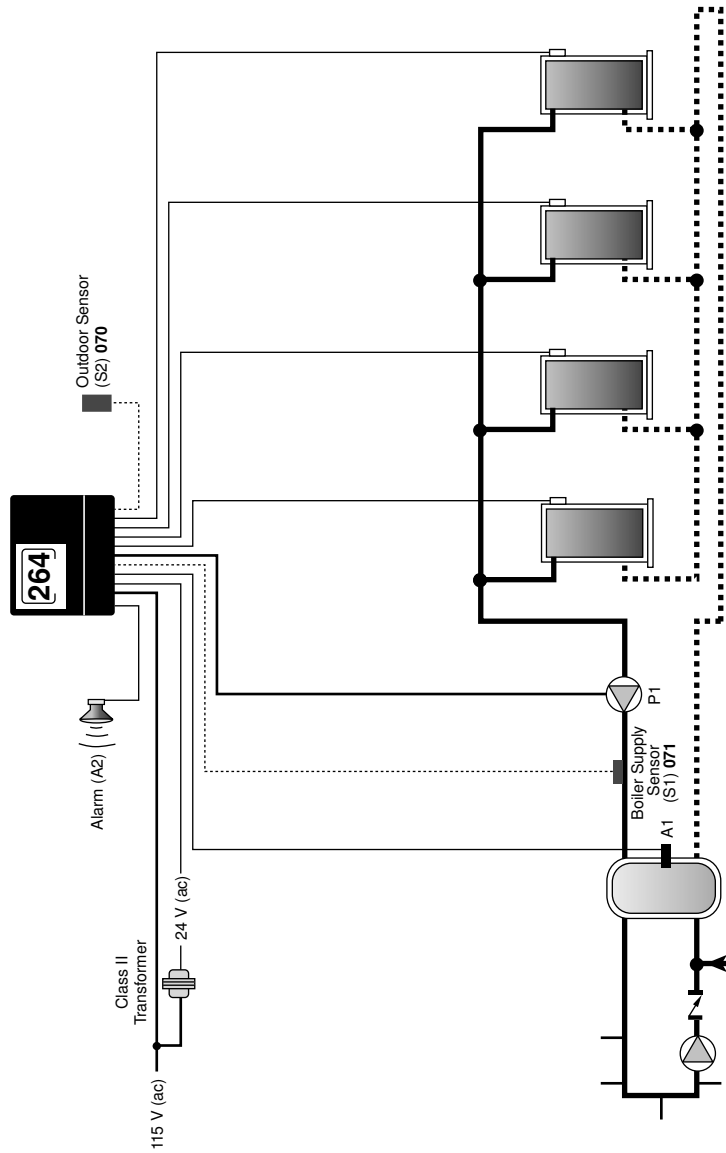 264
Outdoor Sensor
(S2) 070
Alarm (A2)
Class II
Transformer
115 V (ac)
24 V (ac)
P1
Boiler Supply
Sensor
(S1) 071
A1